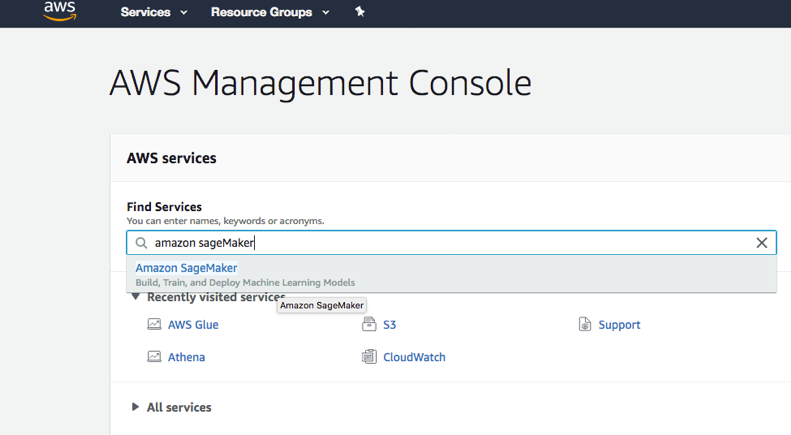 aws
Services Resource Groups
AWS Management Console
AWS services
Find Services
You can enter names, keywords or acronyms.
amazon sageMaker
Amazon SageMaker
Build, Train, and Deploy Machine Learning Models
Recently visited services
Amazon SageMaker
AWS Glue S3 Support
Athena CloudWatch
All services